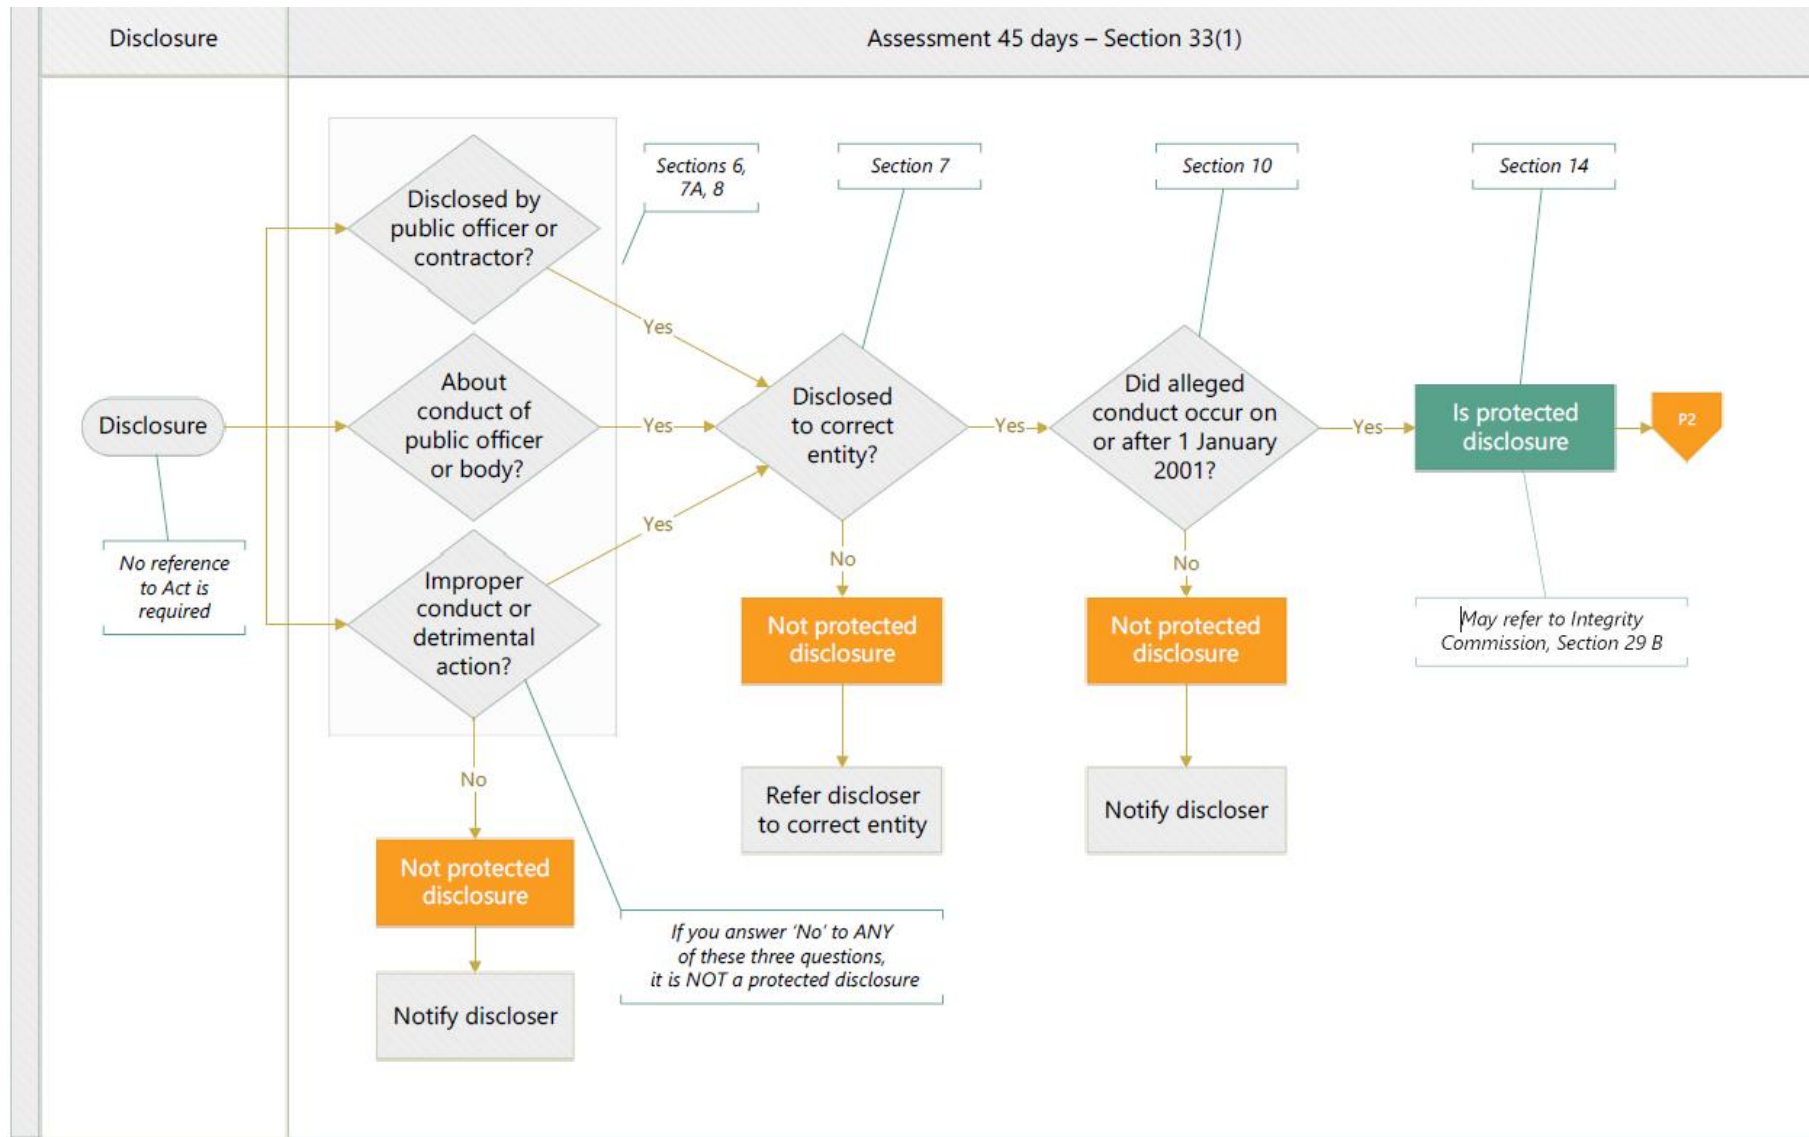 Disclosure
Assessment 45 days – Section 33(1)
Disclosure
No reference
to Act is
required
Disclosed by
public officer or
contractor?
Sections 6,
7A, 8
Yes
About
conduct of
public officer
or body?
Yes
Improper
conduct or
detrimental
action?
Yes
No
Not protected
disclosure
Notify discloser
If you answer ‘No’ to ANY
of these three questions,
it is NOT a protected disclosure
Section 7
Disclosed
to correct
entity?
Yes
No
Not protected
disclosure
Refer discloser
to correct entity
Section 10
Did alleged
conduct occur on
or after 1 January
2001?
Yes
No
Not protected
disclosure
Notify discloser
Section 14
Is protected
disclosure
P2
May refer to Integrity
Commission, Section 29 B